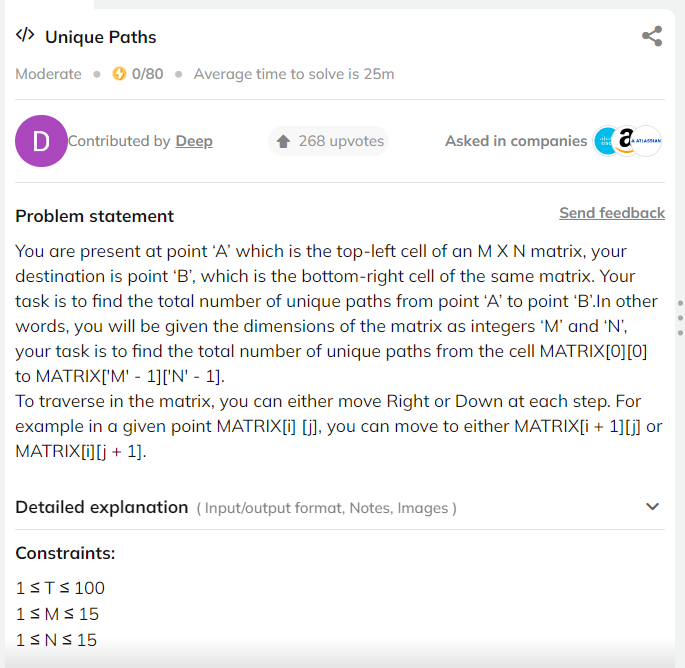 </> Unique Paths
Moderate • 0/80 • Average time to solve is 25m
D Contributed by Deep 268 upvotes Asked in companies CISCO a ATLASSIAN
Problem statement Send feedback
You are present at point ‘A’ which is the top-left cell of an M X N matrix, your
destination is point ‘B’, which is the bottom-right cell of the same matrix. Your
task is to find the total number of unique paths from point ‘A’ to point ‘B’.In other
words, you will be given the dimensions of the matrix as integers ‘M’ and ‘N’,
your task is to find the total number of unique paths from the cell MATRIX[0][0]
to MATRIX['M' - 1]['N' - 1].
To traverse in the matrix, you can either move Right or Down at each step. For
example in a given point MATRIX[i] [j], you can move to either MATRIX[i + 1][j] or
MATRIX[i][j + 1].
Detailed explanation ( Input/output format, Notes, Images )
Constraints:
1 ≤ T ≤ 100
1 ≤ M ≤ 15
1 ≤ N ≤ 15